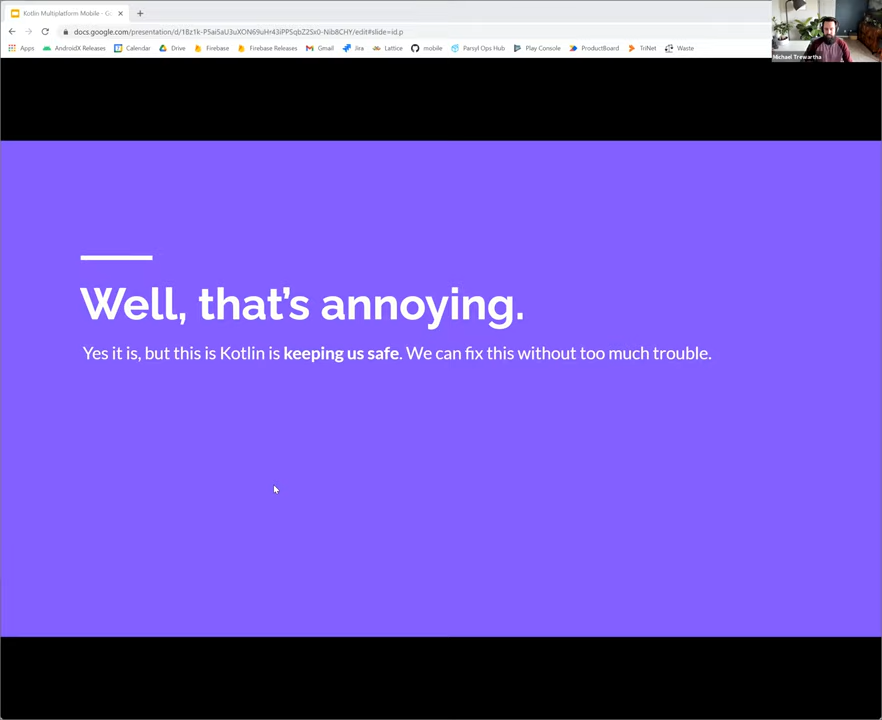 Kotlin Multiplatform Mobile - Go
docs.google.com/presentation/d/18z1k-P5ai5aU3uXON69uHr43iPPSqbZ2Sx0-Nib8CHY/edit#slide=id.p
Apps AndroidX Releases Calendar Drive Firebase Firebase Releases Gmail Jira Lattice mobile Parsyl Ops Hub Play Console ProductBoard TriNet Waste
Michael Trewartha
Well, that's annoying.
Yes it is, but this is Kotlin is keeping us safe. We can fix this without too much trouble.